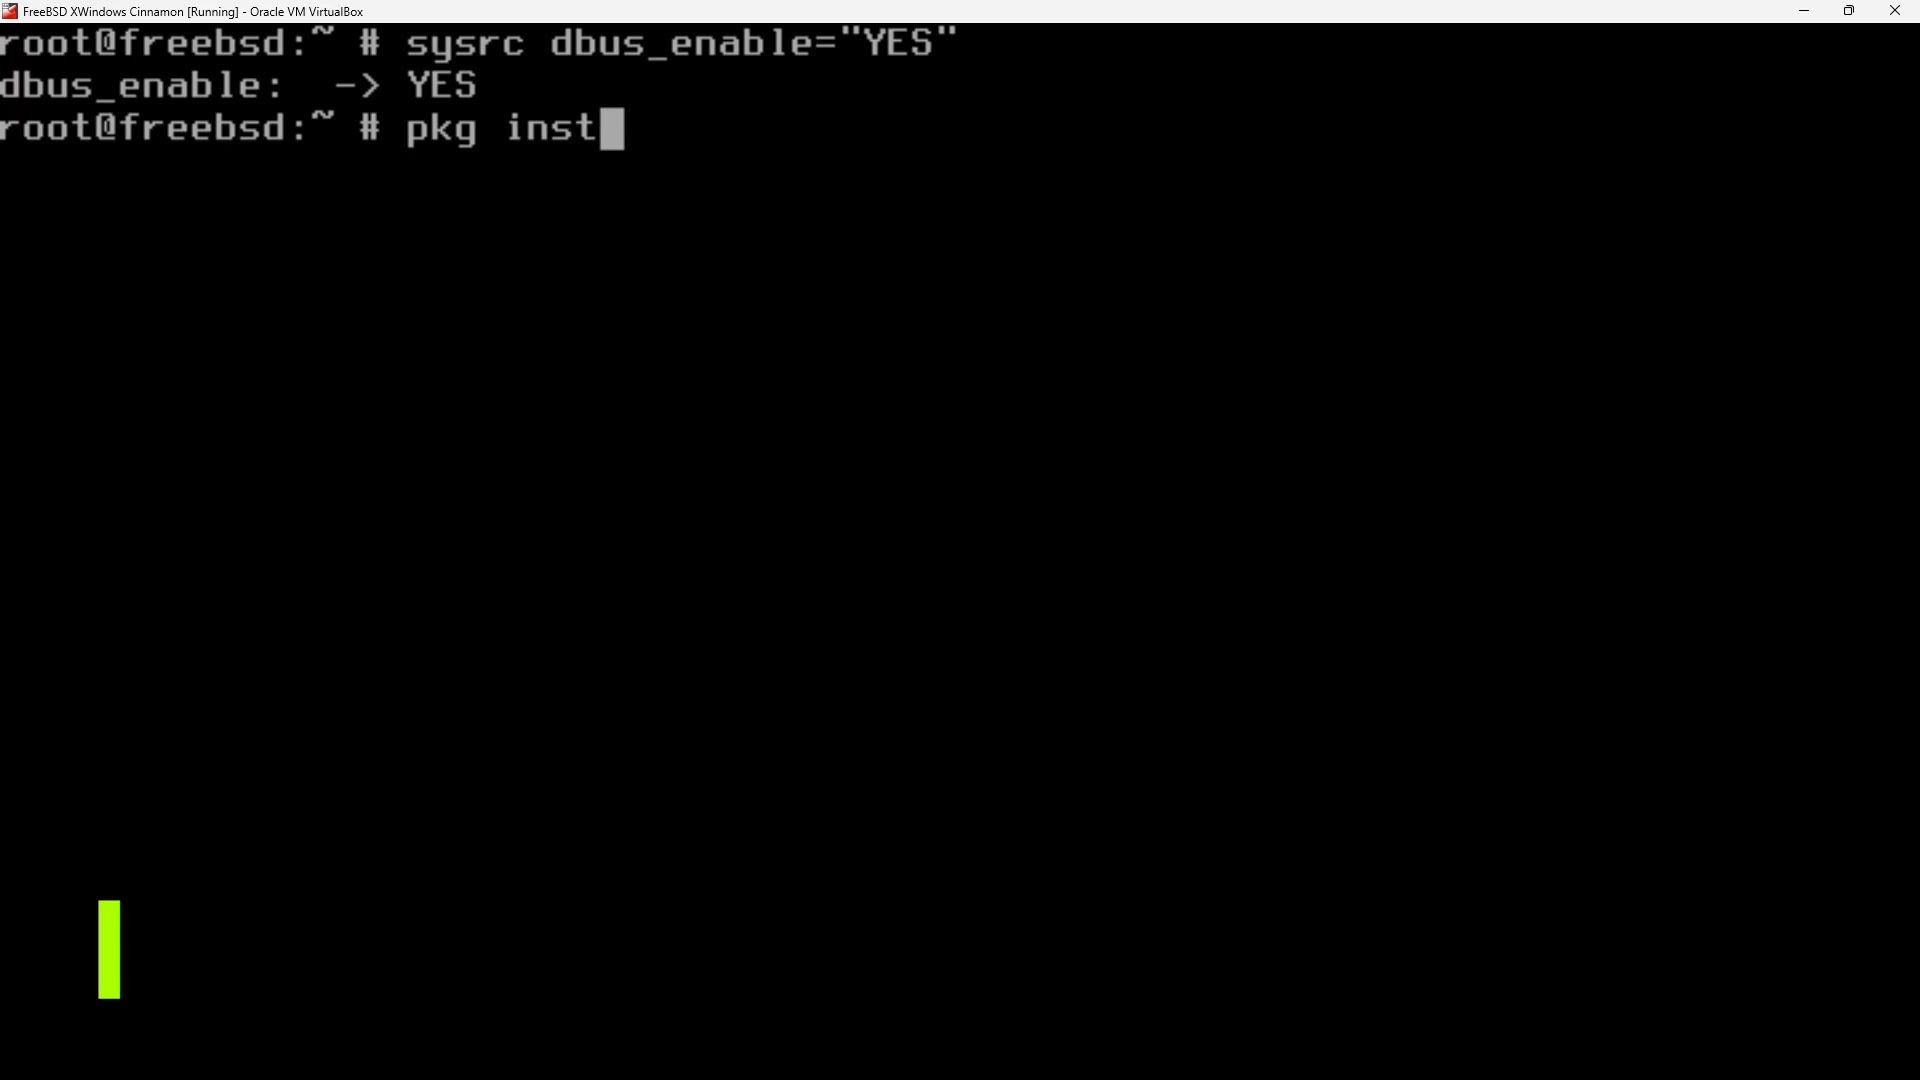 FreeBSD XWindows Cinnamon [Running] - Oracle VM VirtualBox
root@freebsd:~ # sysrc dbus_enable="YES"
dbus_enable:  -> YES
root@freebsd:~ # pkg inst